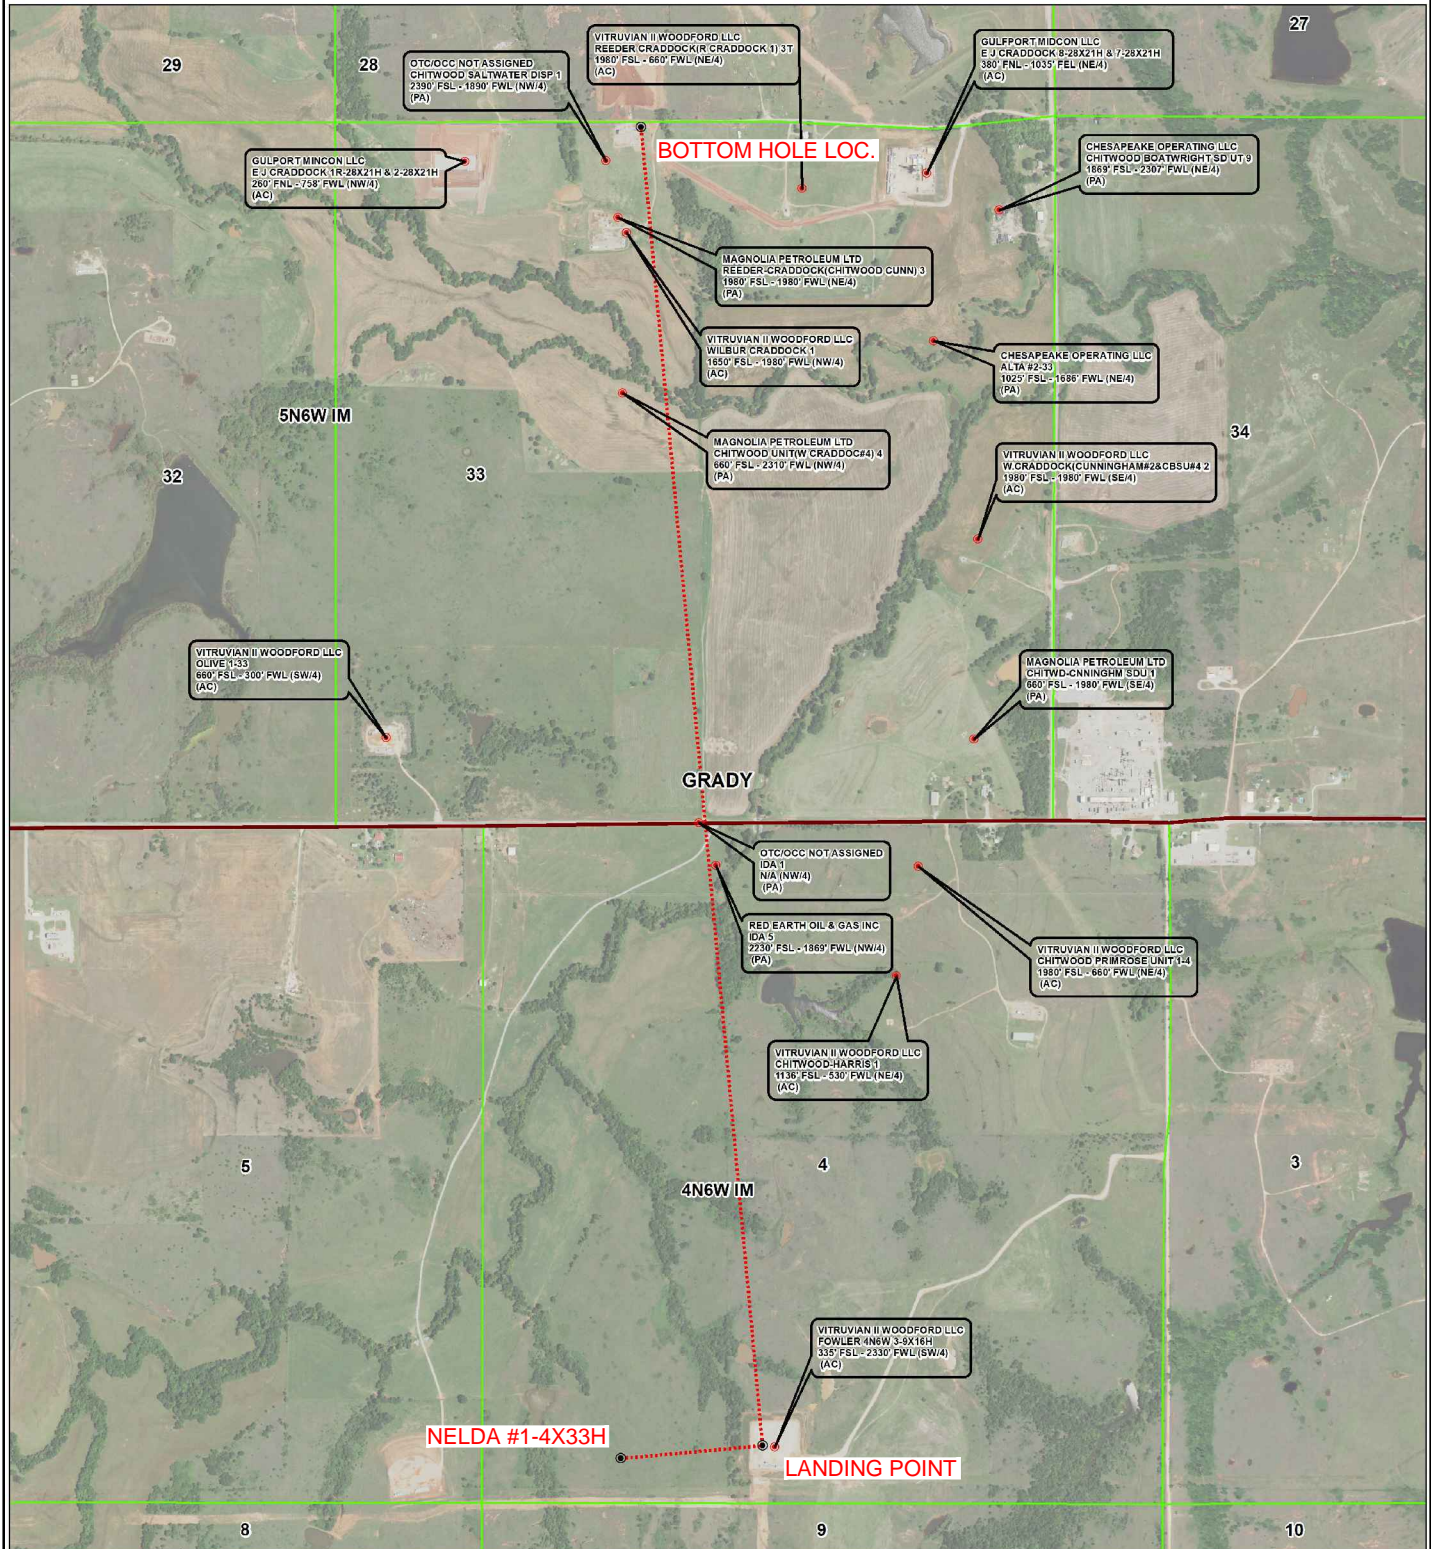 27
29
28
VITRUVIAN II WOODFORD LLC
REEDER CRADDOCK(R CRADDOCK 1) 3T
1980' FSL - 660' FWL (NE/4)
(AC)
GULFPORT MIDCON LLC
E J CRADDOCK 8-28X21H & 7-28X21H
380' FNL - 1035' FEL (NE/4)
(AC)
OTC/OCC NOT ASSIGNED
CHITWOOD SALTWATER DISP 1
2390' FSL - 1890' FWL (NW/4)
(PA)
BOTTOM HOLE LOC.
GULPORT MINCON LLC
E J CRADDOCK 1R-28X21H & 2-28X21H
260' FNL - 758' FWL (NW/4)
(AC)
CHESAPEAKE OPERATING LLC
CHITWOOD BOATWRIGHT SD UT 9
1869' FSL - 2307' FWL (NE/4)
(PA)
MAGNOLIA PETROLEUM LTD
REEDER-CRADDOCK(CHITWOOD CUNN) 3
1980' FSL - 1980' FWL (NE/4)
(PA)
VITRUVIAN II WOODFORD LLC
WILBUR CRADDOCK 1
1650' FSL - 1980' FWL (NW/4)
(AC)
CHESAPEAKE OPERATING LLC
ALTA #2-33
1025' FSL - 1686' FWL (NE/4)
(PA)
5N6W IM
34
MAGNOLIA PETROLEUM LTD
CHITWOOD UNIT(W CRADDOC#4) 4
660' FSL - 2310' FWL (NW/4)
(PA)
VITRUVIAN II WOODFORD LLC
W.CRADDOCK(CUNNINGHAM#2&CBSU#4 2
1980' FSL - 1980' FWL (SE/4)
(AC)
32
33
VITRUVIAN II WOODFORD LLC
OLIVE 1-33
660' FSL - 300' FWL (SW/4)
(AC)
MAGNOLIA PETROLEUM LTD
CHITWD-CNNINGHM SDU 1
660' FSL - 1980' FWL (SE/4)
(PA)
GRADY
OTC/OCC NOT ASSIGNED
IDA 1
N/A (NW/4)
(PA)
RED EARTH OIL & GAS INC
IDA 5
2230' FSL - 1869' FWL (NW/4)
(PA)
VITRUVIAN II WOODFORD LLC
CHITWOOD PRIMROSE UNIT 1-4
1980' FSL - 660' FWL (NE/4)
(AC)
VITRUVIAN II WOODFORD LLC
CHITWOOD-HARRIS 1
1136' FSL - 530' FWL (NE/4)
(AC)
5
4
3
4N6W IM
VITRUVIAN II WOODFORD LLC
FOWLER 4N6W 3-9X16H
335' FSL - 2330' FWL (SW/4)
(AC)
NELDA #1-4X33H
LANDING POINT
8
9
10